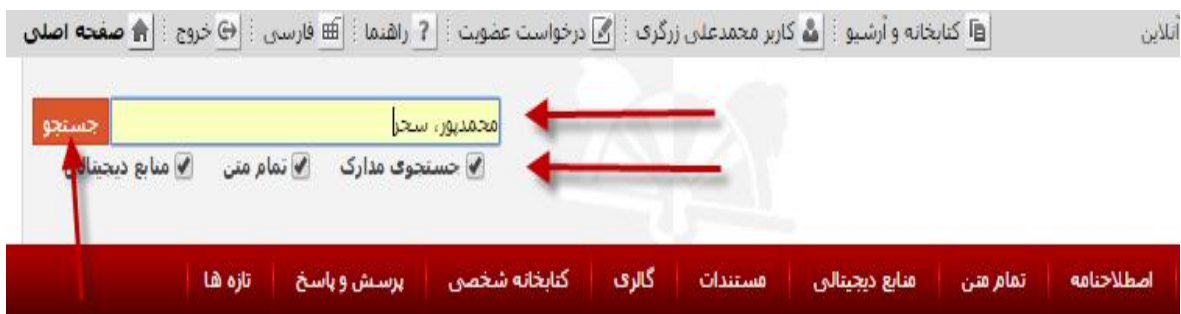 آنلاین کتابخانه و آرشیو کاربر محمدعلی زرگری درخواست عضویت ? راهنما فارسی خروج صفحه اصلی
محمدپور، سحر جستجو
جستجوی مدارک تمام متن منابع دیجیتالی
اصطلاحنامه تمام متن منابع دیجیتالی مستندات گالری کتابخانه شخصی پرسش و پاسخ تازه ها